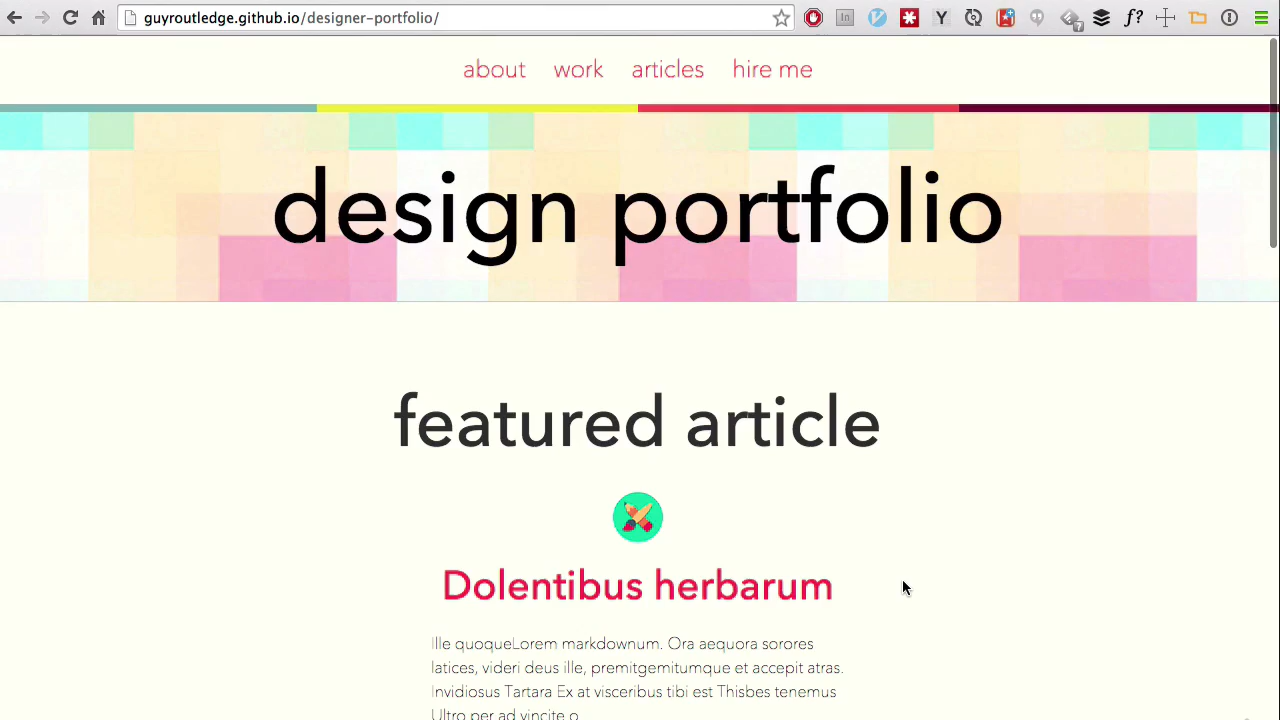 guyroutledge.github.io/designer-portfolio/
about work articles hire me
design portfolio
featured article
Dolentibus herbarum
Ille quoqueLorem markdownum. Ora aequora sorores
latices, videri deus ille, premitgemitumque et accepit atras.
Invidiosus Tartara Ex at visceribus tibi est Thisbes tenemus
Ultro per ad vincite o